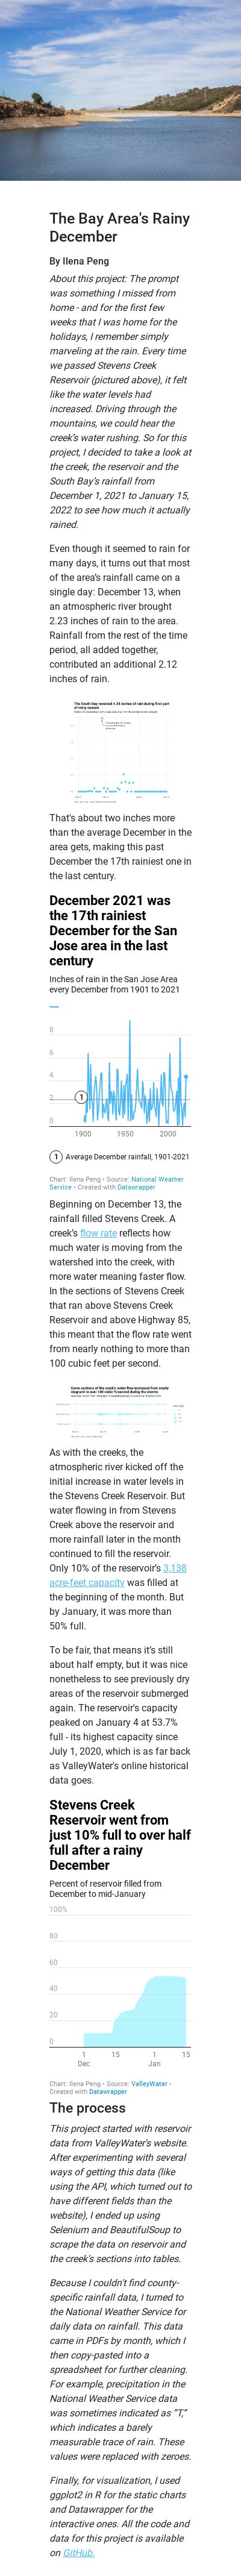 The Bay Area's Rainy
December
By Ilena Peng
About this project: The prompt
was something I missed from
home - and for the first few
weeks that I was home for the
holidays, I remember simply
marveling at the rain. Every time
we passed Stevens Creek
Reservoir (pictured above), it felt
like the water levels had
increased. Driving through the
mountains, we could hear the
creek's water rushing. So for this
project, I decided to take a look at
the creek, the reservoir and the
South Bay's rainfall from
December 1, 2021 to January 15,
2022 to see how much it actually
rained.
Even though it seemed to rain for
many days, it turns out that most
of the area's rainfall came on a
single day: December 13, when
an atmospheric river brought
2.23 inches of rain to the area.
Rainfall from the rest of the time
period, all added together,
contributed an additional 2.12
inches of rain.
The South Bay received 4.35 inches of rain during first part
of rainy season
That's about two inches more
than the average December in the
area gets, making this past
December the 17th rainiest one in
the last century.
December 2021 was
the 17th rainiest
December for the San
Jose area in the last
century
Inches of rain in the San Jose Area
every December from 1901 to 2021
8
6
4
2
0
1
1900 1950 2000
1 Average December rainfall, 1901-2021
Chart: Ilena Peng • Source: National Weather
Service • Created with Datawrapper
Beginning on December 13, the
rainfall filled Stevens Creek. A
creek's flow rate reflects how
much water is moving from the
watershed into the creek, with
more water meaning faster flow.
In the sections of Stevens Creek
that ran above Stevens Creek
Reservoir and above Highway 85,
this meant that the flow rate went
from nearly nothing to more than
100 cubic feet per second.
Some sections of the creek's water flow increased from nearly
stagnant to over 100 cubic ft/second during the storms
As with the creeks, the
atmospheric river kicked off the
initial increase in water levels in
the Stevens Creek Reservoir. But
water flowing in from Stevens
Creek above the reservoir and
more rainfall later in the month
continued to fill the reservoir.
Only 10% of the reservoir's 3,138
acre-feet capacity was filled at
the beginning of the month. But
by January, it was more than
50% full.
To be fair, that means it's still
about half empty, but it was nice
nonetheless to see previously dry
areas of the reservoir submerged
again. The reservoir's capacity
peaked on January 4 at 53.7%
full - its highest capacity since
July 1, 2020, which is as far back
as ValleyWater's online historical
data goes.
Stevens Creek
Reservoir went from
just 10% full to over half
full after a rainy
December
Percent of reservoir filled from
December to mid-January
100%
80
60
40
20
0
1 15 1 15
Dec Jan
Chart: Ilena Peng • Source: ValleyWater •
Created with Datawrapper
The process
This project started with reservoir
data from ValleyWater's website.
After experimenting with several
ways of getting this data (like
using the API, which turned out to
have different fields than the
website), I ended up using
Selenium and BeautifulSoup to
scrape the data on reservoir and
the creek's sections into tables.
Because I couldn't find county-
specific rainfall data, I turned to
the National Weather Service for
daily data on rainfall. This data
came in PDFs by month, which I
then copy-pasted into a
spreadsheet for further cleaning.
For example, precipitation in the
National Weather Service data
was sometimes indicated as "T,"
which indicates a barely
measurable trace of rain. These
values were replaced with zeroes.
Finally, for visualization, I used
ggplot2 in R for the static charts
and Datawrapper for the
interactive ones. All the code and
data for this project is available
on GitHub.